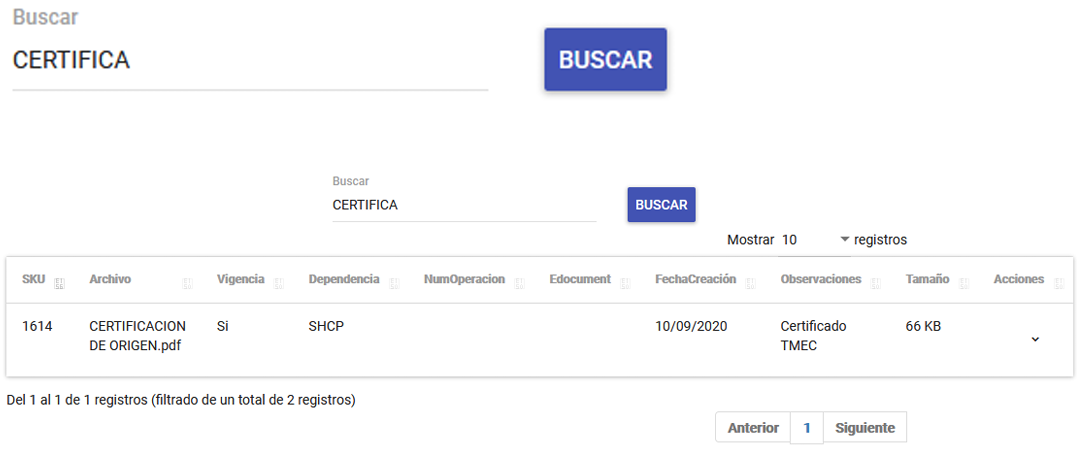 Buscar
CERTIFICA
BUSCAR
Buscar
CERTIFICA
BUSCAR
Mostrar 10 registros
SKU Archivo Vigencia Dependencia NumOperacion Edocument FechaCreación Observaciones Tamaño Acciones
1614 CERTIFICACION Si SHCP 10/09/2020 Certificado 66 KB
DE ORIGEN.pdf TMEC
Del 1 al 1 de 1 registros (filtrado de un total de 2 registros)
Anterior 1 Siguiente